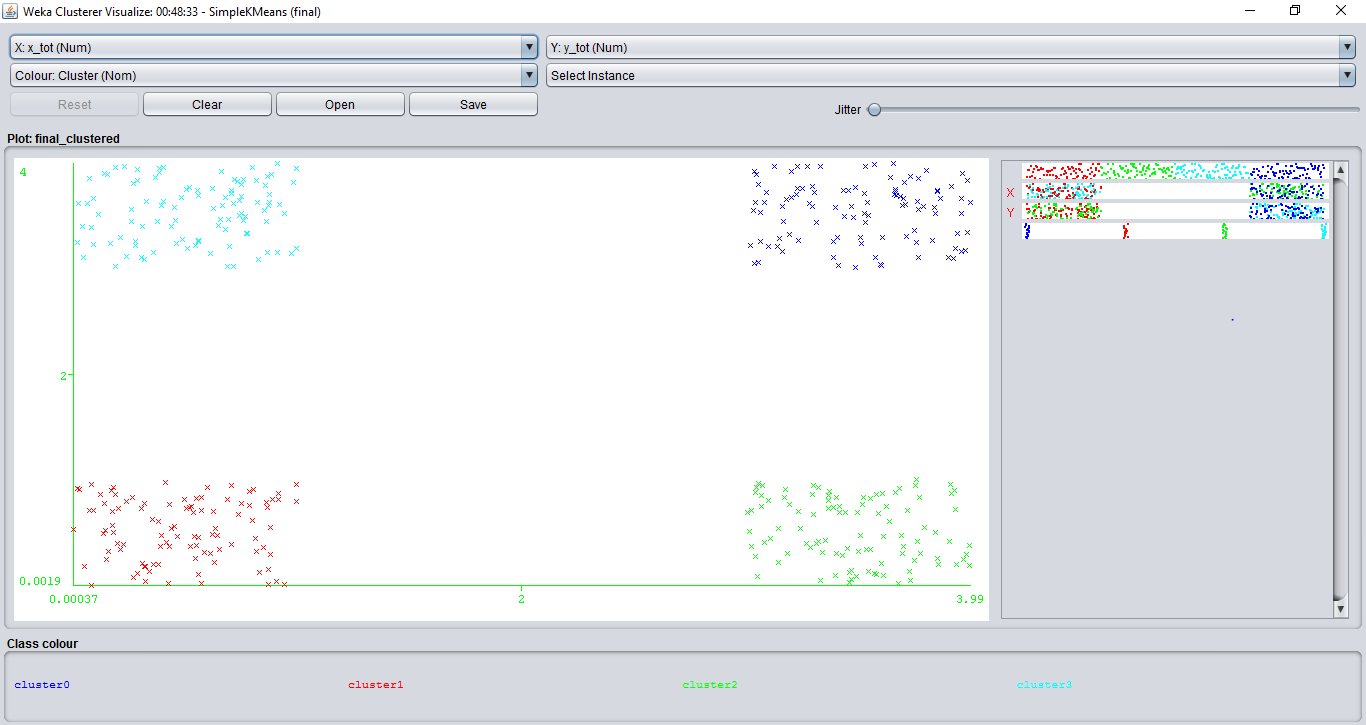 Weka Clusterer Visualize: 00:48:33 - SimpleKMeans (final)
X: x_tot (Num)
Y: y_tot (Num)
Colour: Cluster (Nom)
Select Instance
Reset
Clear
Open
Save
Jitter
Plot: final_clustered
4
2
0.0019
0.00037
2
3.99
X
Y
Class colour
cluster0
cluster1
cluster2
cluster3